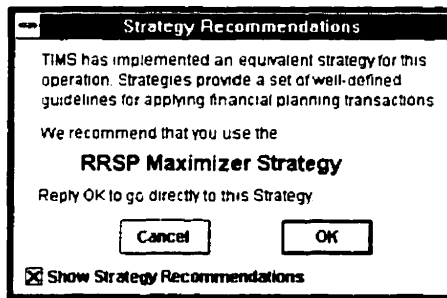 Strategy Recommendations
TIMS has implemented an equivalent strategy for this
operation. Strategies provide a set of well-defined
guidelines for applying financial planning transactions
We recommend that you use the
RRSP Maximizer Strategy
Reply OK to go directly to this Strategy
Cancel
OK
Show Strategy Recommendations